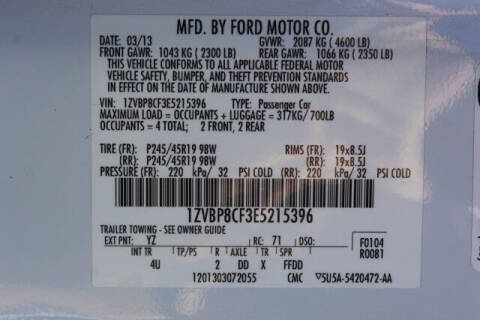 MFD. BY FORD MOTOR CO.
DATE: 03/13 GVWR: 2087 KG ( 4600 LB)
FRONT GAWR: 1043 KG ( 2300 LB) REAR GAWR: 1066 KG ( 2350 LB)
THIS VEHICLE CONFORMS TO ALL APPLICABLE FEDERAL MOTOR
VEHICLE SAFETY, BUMPER, AND THEFT PREVENTION STANDARDS
IN EFFECT ON THE DATE OF MANUFACTURE SHOWN ABOVE.
VIN: 1ZVBP8CF3E5215396 TYPE: Passenger Car
MAXIMUM LOAD = OCCUPANTS + LUGGAGE = 317KG/ 700LB
OCCUPANTS = 4 TOTAL; 2 FRONT, 2 REAR
TIRE (FR): P245/45R19 98W RIMS (FR): 19x8.5J
(RR): P245/45R19 98W (RR): 19x8.5J
PRESSURE (FR) 220 kPa/ 32 PSI COLD (RR) 220 kPa/ 32 PSI COLD
1ZVBP8CF3E5215396
TRAILER TOWING - SEE OWNER GUIDE
EXT PNT: YZ RC: 71 DSO: F0104
INT TR TP/PS R AXLE TR SPR R0081
4U 2 DD X FFDD
1201303072055 CMC 5U5A-5420472-AA